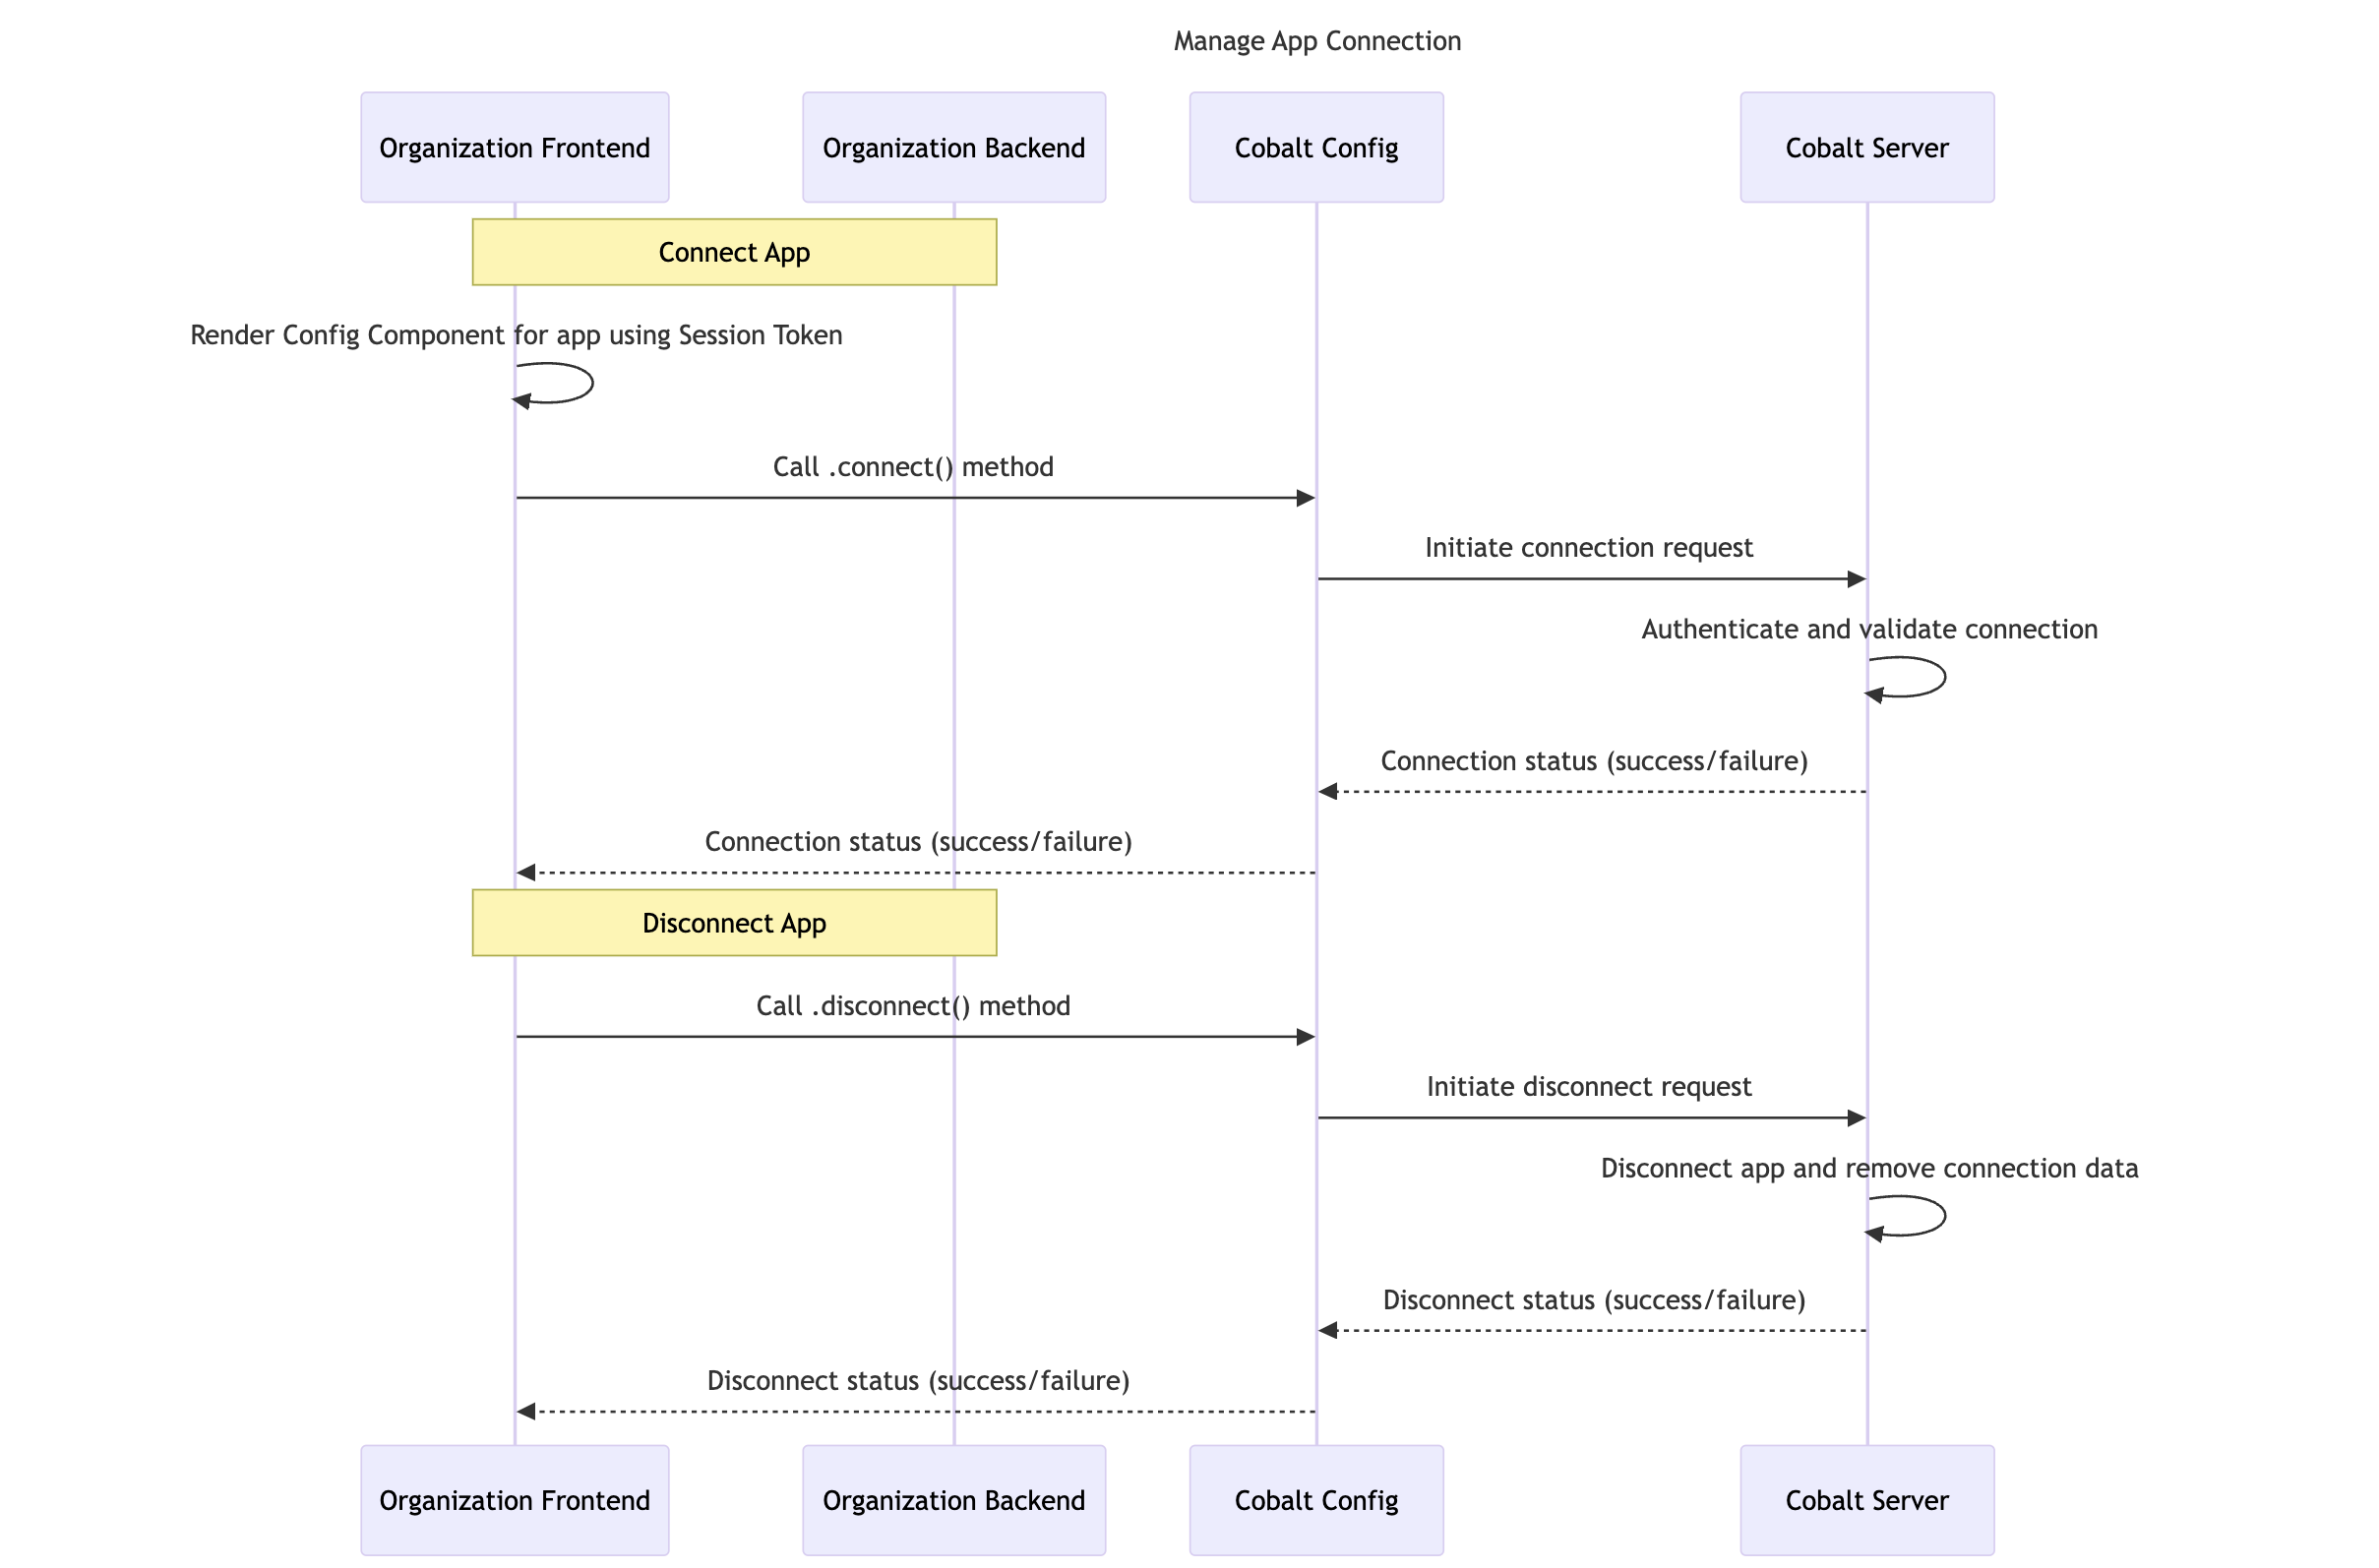 Manage App Connection
Organization Frontend
Organization Backend
Cobalt Config
Cobalt Server
Connect App
Render Config Component for app using Session Token
Call .connect() method
Initiate connection request
Authenticate and validate connection
Connection status (success/failure)
Connection status (success/failure)
Disconnect App
Call .disconnect() method
Initiate disconnect request
Disconnect app and remove connection data
Disconnect status (success/failure)
Disconnect status (success/failure)
Organization Frontend
Organization Backend
Cobalt Config
Cobalt Server